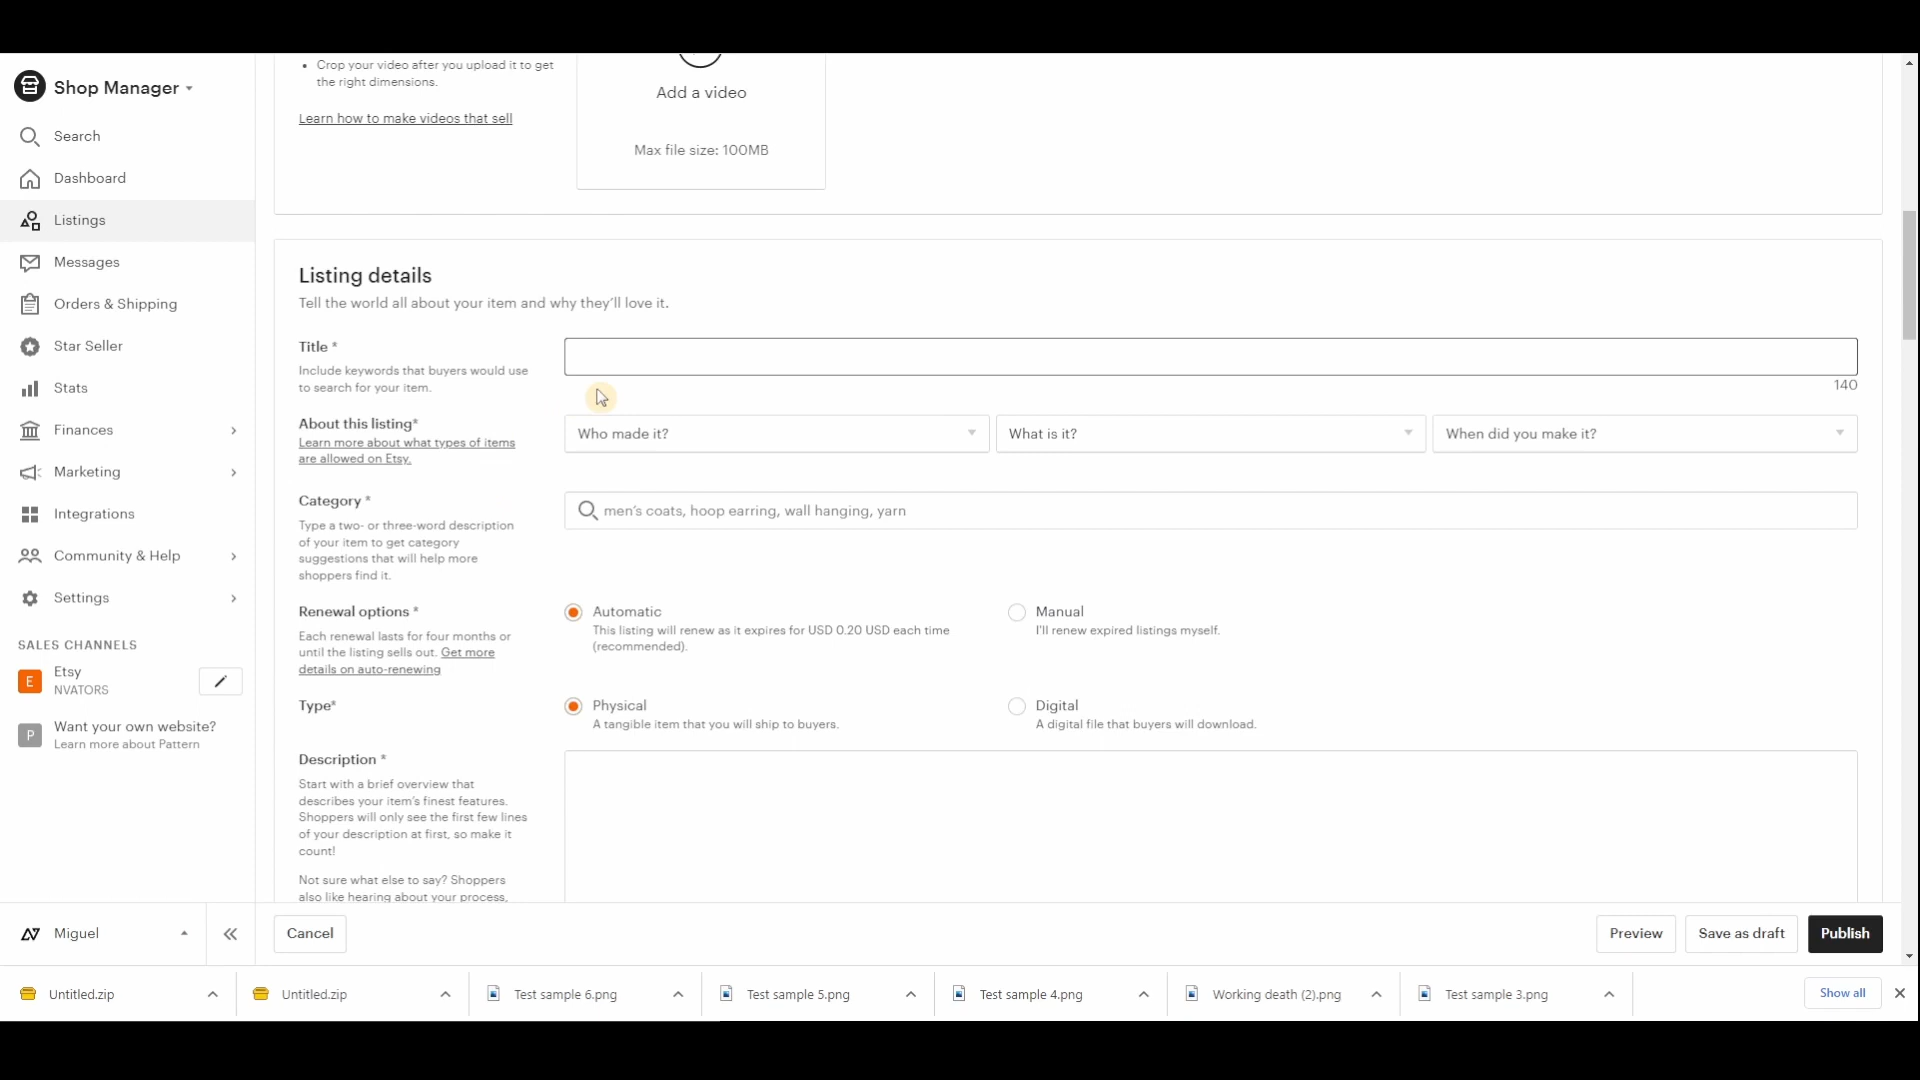 Shop Manager
Search
Dashboard
Listings
Messages
Orders & Shipping
Star Seller
Stats
Finances
Marketing
Integrations
Community & Help
Settings
SALES CHANNELS
E
Etsy
NVATORS
P
Want your own website?
Learn more about Pattern
Miguel
• Crop your video after you upload it to get
the right dimensions.
Learn how to make videos that sell
Add a video
Max file size: 100MB
Listing details
Tell the world all about your item and why they'll love it.
Title *
Include keywords that buyers would use
to search for your item.
140
About this listing*
Learn more about what types of items
are allowed on Etsy.
Who made it?
What is it?
When did you make it?
Category *
Type a two- or three-word description
of your item to get category
suggestions that will help more
shoppers find it.
men's coats, hoop earring, wall hanging, yarn
Renewal options *
Each renewal lasts for four months or
until the listing sells out. Get more
details on auto-renewing
Automatic
This listing will renew as it expires for USD 0.20 USD each time
(recommended).
Manual
I'll renew expired listings myself.
Type*
Physical
A tangible item that you will ship to buyers.
Digital
A digital file that buyers will download.
Description *
Start with a brief overview that
describes your item's finest features.
Shoppers will only see the first few lines
of your description at first, so make it
count!
Not sure what else to say? Shoppers
also like hearing about your process,
Cancel
Preview
Save as draft
Publish
Untitled.zip
Untitled.zip
Test sample 6.png
Test sample 5.png
Test sample 4.png
Working death (2).png
Test sample 3.png
Show all